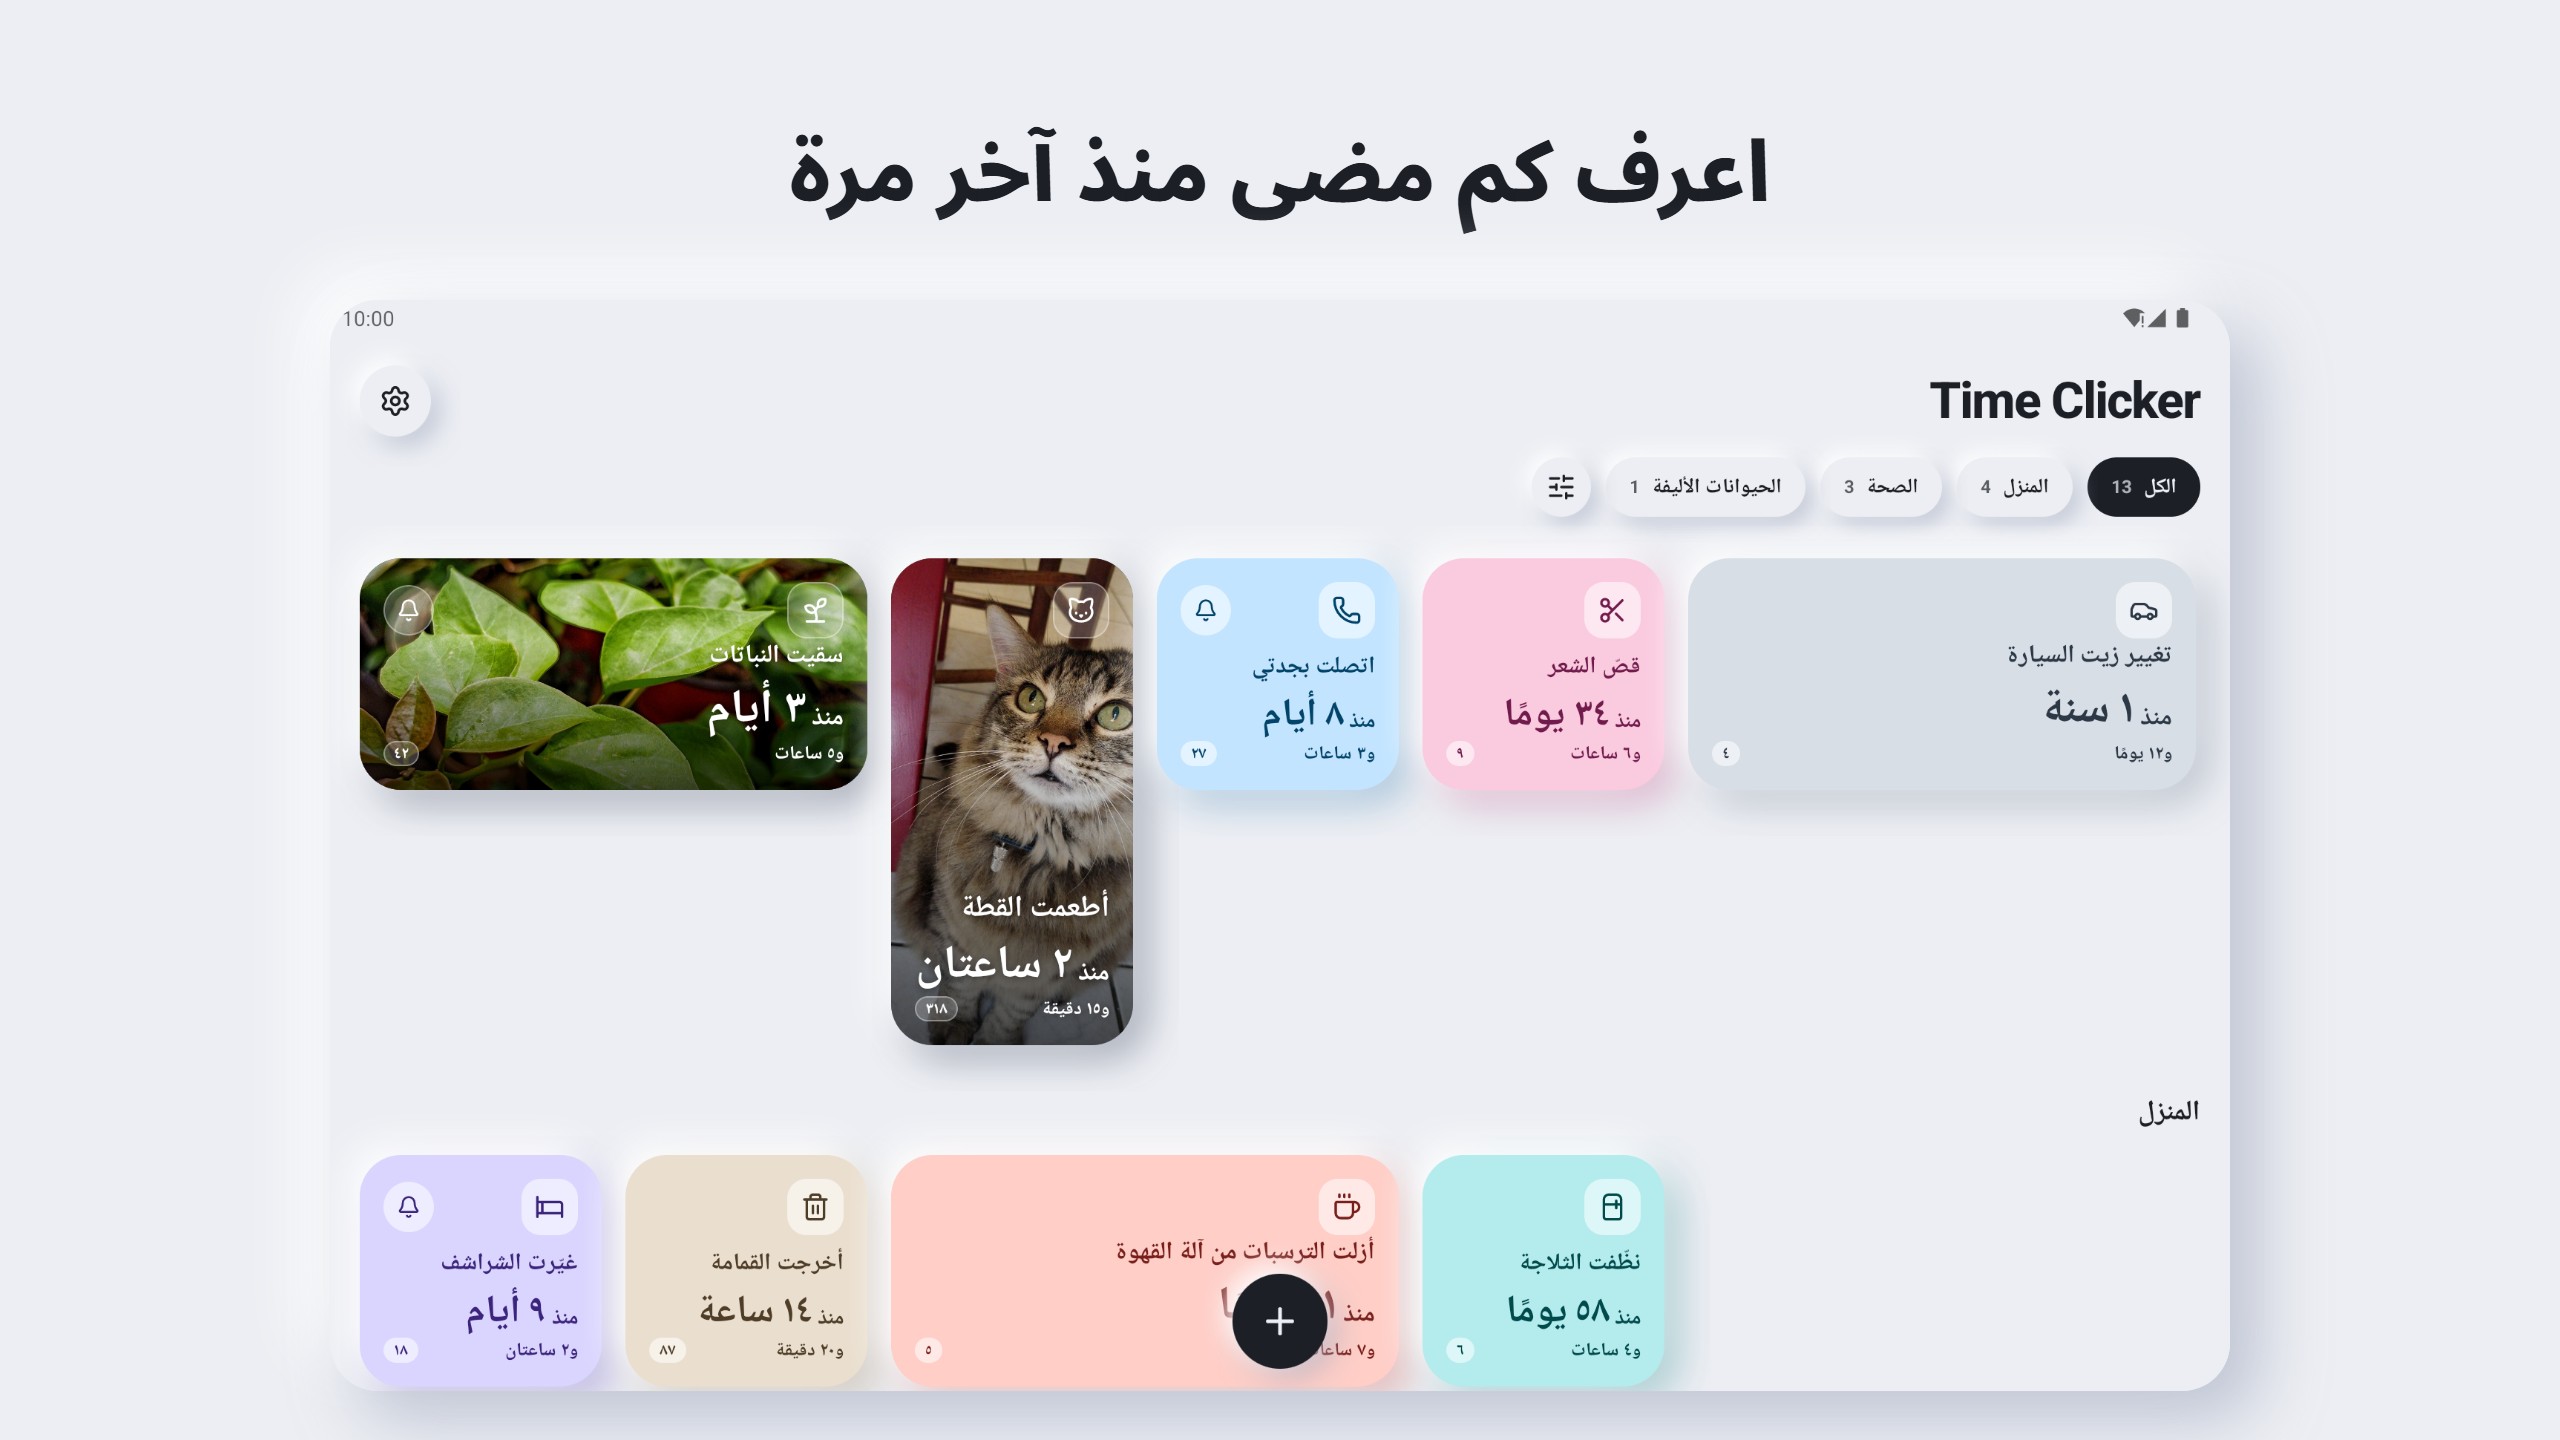 اعرف كم مضى منذ آخر مرة
10:00
Time Clicker
الكل 13
المنزل 4
الصحة 3
الحيوانات الأليفة 1
تغيير زيت السيارة
منذ ١ سنة
و١٢ يومًا
٤
قصّ الشعر
منذ ٣٤ يومًا
و٦ ساعات
٩
اتصلت بجدتي
منذ ٨ أيام
و٣ ساعات
٢٧
أطعمت القطة
منذ ٢ ساعتان
و١٥ دقيقة
٣١٨
سقيت النباتات
منذ ٣ أيام
و٥ ساعات
٤٢
المنزل
نظّفت الثلاجة
منذ ٥٨ يومًا
و٤ ساعات
٦
أزلت الترسبات من آلة القهوة
منذ
و٧
٥
أخرجت القمامة
منذ ١٤ ساعة
و٢٠ دقيقة
٨٧
غيّرت الشراشف
منذ ٩ أيام
و٢ ساعتان
١٨